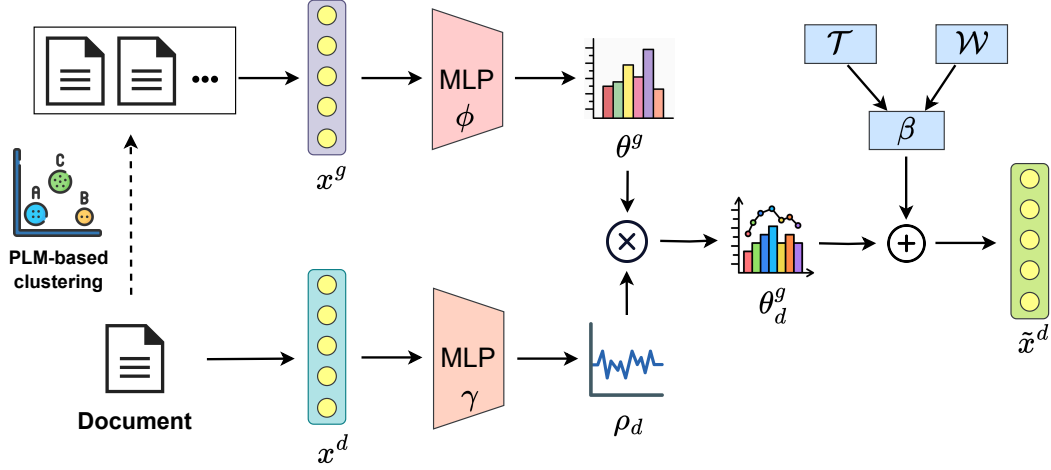 MLP
ϕ
x^g
θ^g
𝒯
𝒲
β
C
A
B
PLM-based
clustering
MLP
γ
θ_d^g
x̃^d
Document
x^d
ρ_d